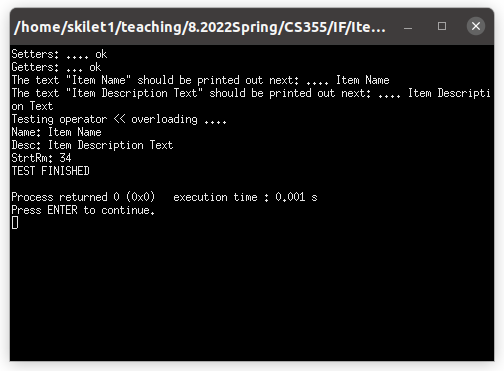 /home/skilet1/teaching/8.2022Spring/CS355/IF/Ite...
Setters: .... ok
Getters: ... ok
The text "Item Name" should be printed out next: .... Item Name
The text "Item Description Text" should be printed out next: .... Item Descripti
on Text
Testing operator << overloading ....
Name: Item Name
Desc: Item Description Text
StrtRm: 34
TEST FINISHED
Process returned 0 (0x0)   execution time : 0.001 s
Press ENTER to continue.